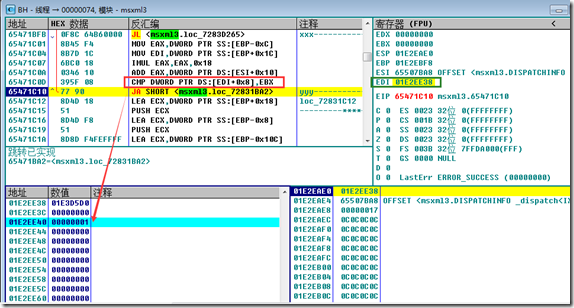 BH - 线程 : 00000074, 模块 - msxml3
地址 HEX 数据 反汇编 注释
65471BF0 0F8C 64B60000 JL <msxml3.loc_7283D265> xxx----------
65471C01 8B45 F4 MOV EAX,DWORD PTR SS:[EBP-0xC]
65471C04 8B7D 1C MOV EDI,DWORD PTR SS:[EBP+0x1C]
65471C07 6BC0 18 IMUL EAX,EAX,0x18
65471C0A 0346 10 ADD EAX,DWORD PTR DS:[ESI+0x10]
65471C0D 395F 08 CMP DWORD PTR DS:[EDI+0x8],EBX
65471C10 77 90 JA SHORT <msxml3.loc_72831BA2> yyy----------
65471C12 8D4D 18 LEA ECX,DWORD PTR SS:[EBP+0x18] loc_72831C12
65471C15 51 PUSH ECX
65471C16 8D4D F8 LEA ECX,DWORD PTR SS:[EBP-0x8]
65471C19 51 PUSH ECX
65471C1A 8D8D F4FEFFFF LEA ECX,DWORD PTR SS:[EBP-0x10C]
跳转已实现
65471BA2=<msxml3.loc_72831BA2>
寄存器 (FPU)
EDX 00000000
EBX 00000000
ESP 01E2EAE0
EBP 01E2EBF8
ESI 65507BA8 OFFSET <msxml3.DISPATCHINFO
EDI 01E2EE38
EIP 65471C10 msxml3.65471C10
C 0 ES 0023 32位 0(FFFFFFFF)
P 0 CS 001B 32位 0(FFFFFFFF)
A 0 SS 0023 32位 0(FFFFFFFF)
Z 0 DS 0023 32位 0(FFFFFFFF)
S 0 FS 003B 32位 7FFDA000(FFF)
T 0 GS 0000 NULL
D 0
O 0 LastErr ERROR_SUCCESS (00000000)
地址 数值 注释
01E2EE38 01E3D5D0
01E2EE3C 00000000
01E2EE40 00000001
01E2EE44 00000000
01E2EE48 00000000
01E2EE4C 00000000
01E2EE50 00000000
01E2EE54 00000000
01E2EE58 00000000
01E2EE5C 00000000
01E2EE60 00000000
01E2EAE0 01E2EE38
01E2EAE4 65507BA8 OFFSET <msxml3.DISPATCHINFO _dispatch<IX
01E2EAE8 00000017
01E2EAEC 0C0C0C0C
01E2EAF0 0C0C0C0C
01E2EAF4 0C0C0C0C
01E2EAF8 0C0C0C0C
01E2EAFC 0C0C0C0C
01E2EB00 0C0C0C0C
01E2EB04 0C0C0C0C
01E2EB08 0C0C0C0C